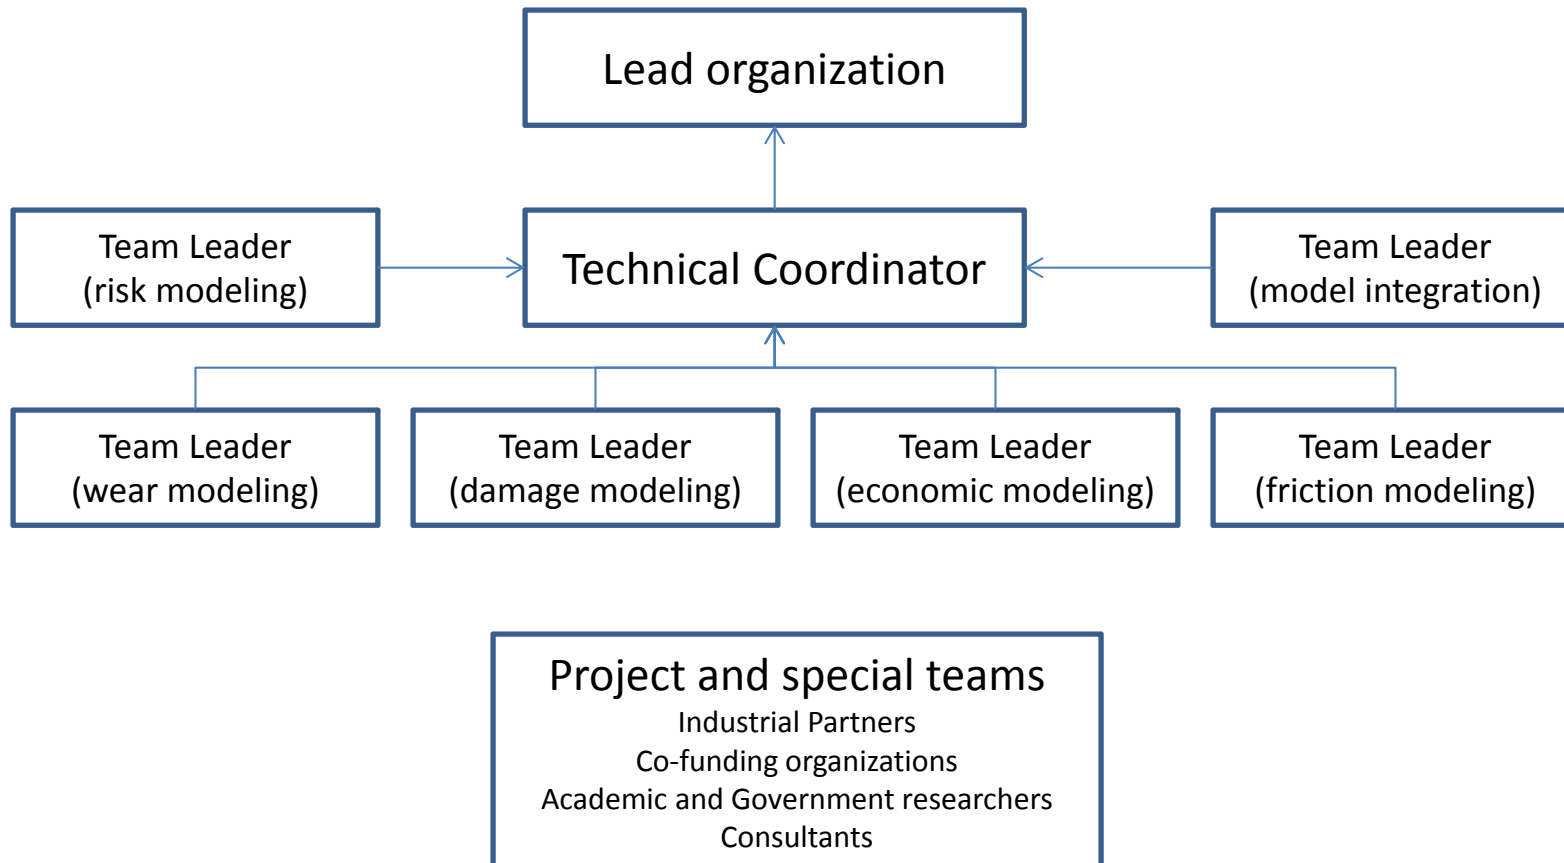 Lead organization
Team Leader
(risk modeling)
Technical Coordinator
Team Leader
(model integration)
Team Leader
(wear modeling)
Team Leader
(damage modeling)
Team Leader
(economic modeling)
Team Leader
(friction modeling)
Project and special teams
Industrial Partners
Co-funding organizations
Academic and Government researchers
Consultants